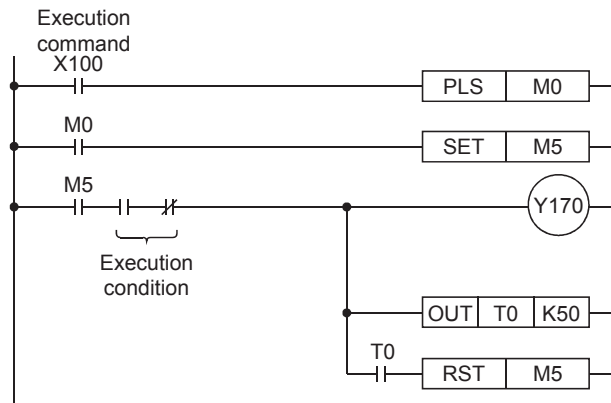 Execution
command
X100
PLS M0
M0
SET M5
M5
Y170
Execution
condition
OUT T0 K50
T0
RST M5